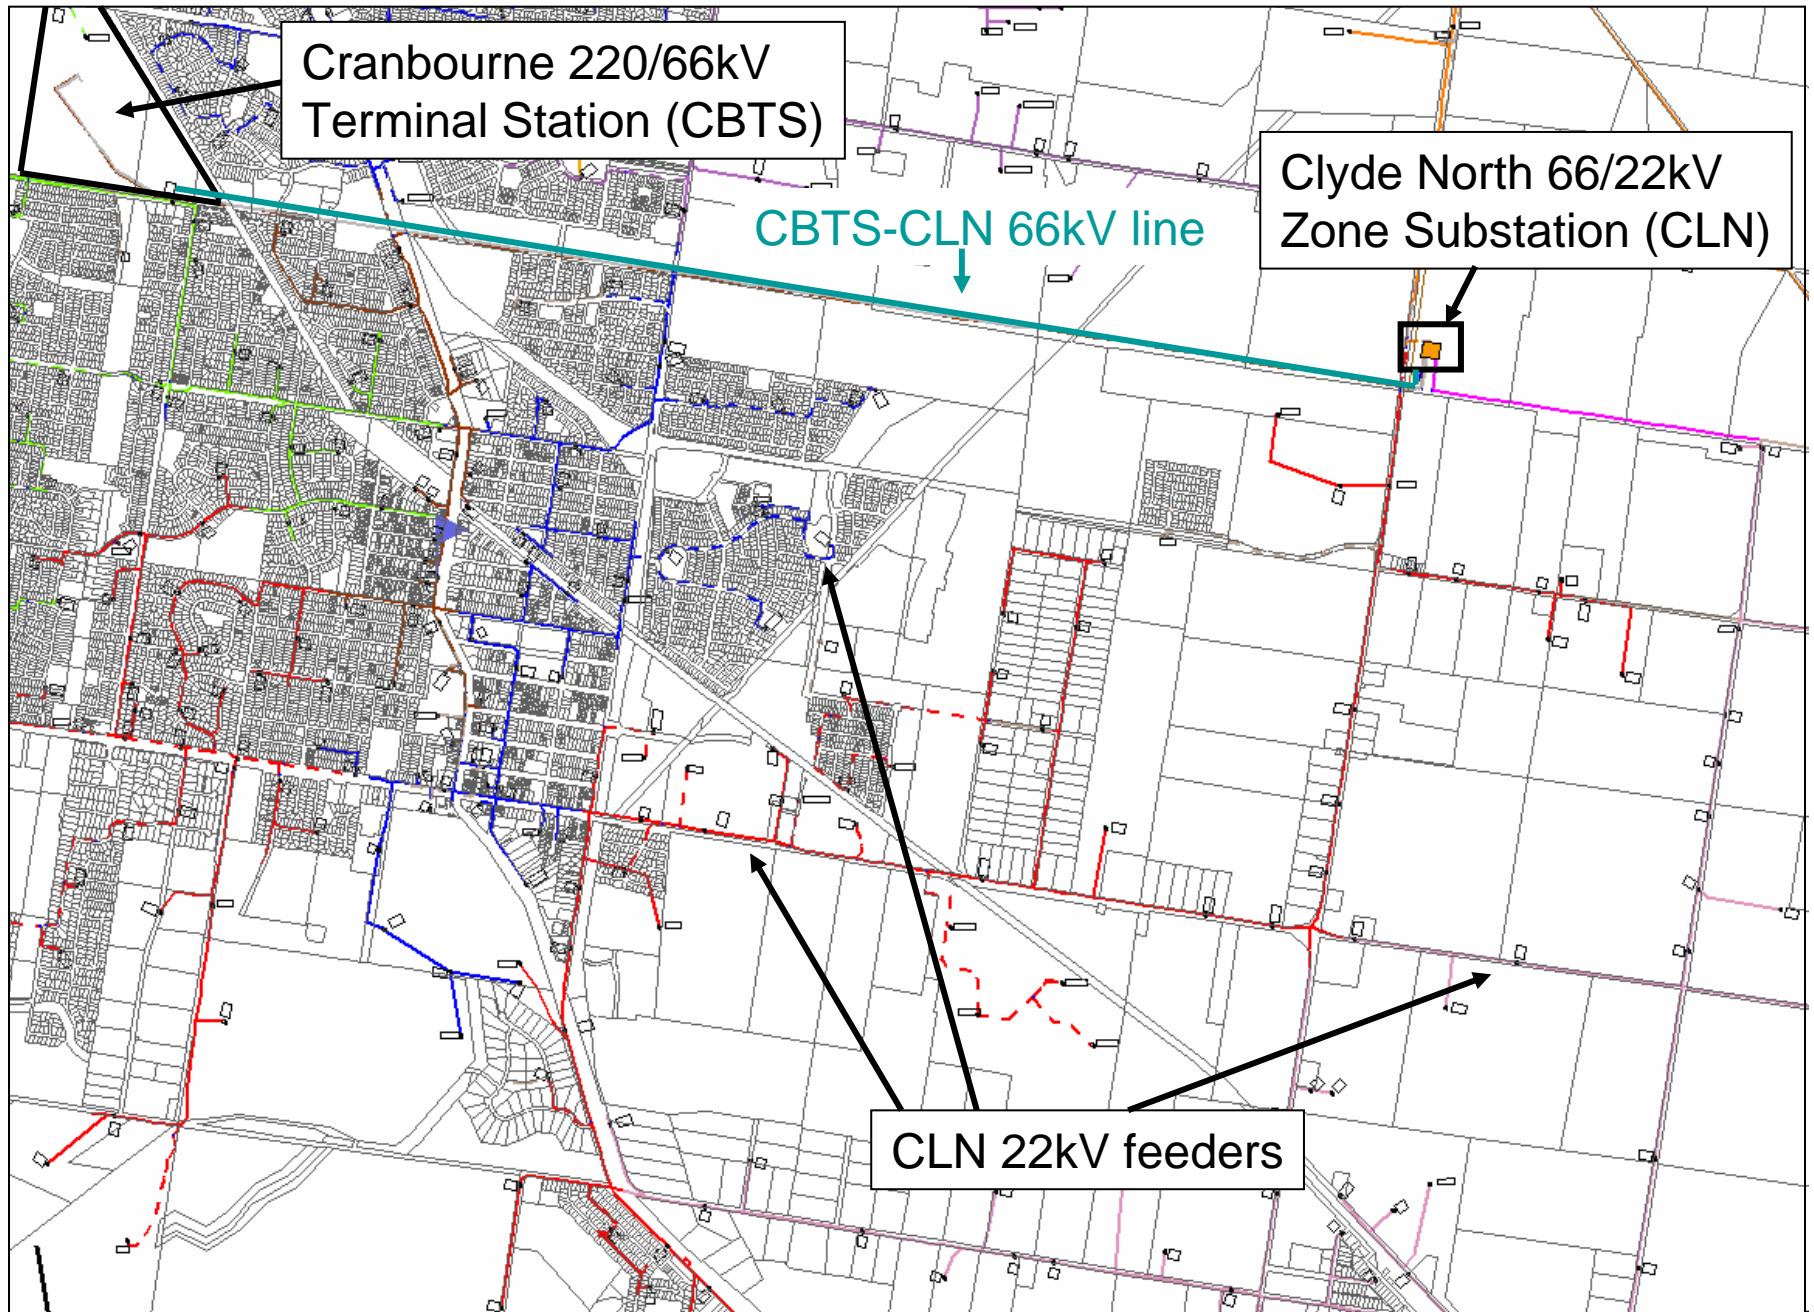 Cranbourne 220/66kV
Terminal Station (CBTS)
Clyde North 66/22kV
Zone Substation (CLN)
CBTS-CLN 66kV line
CLN 22kV feeders